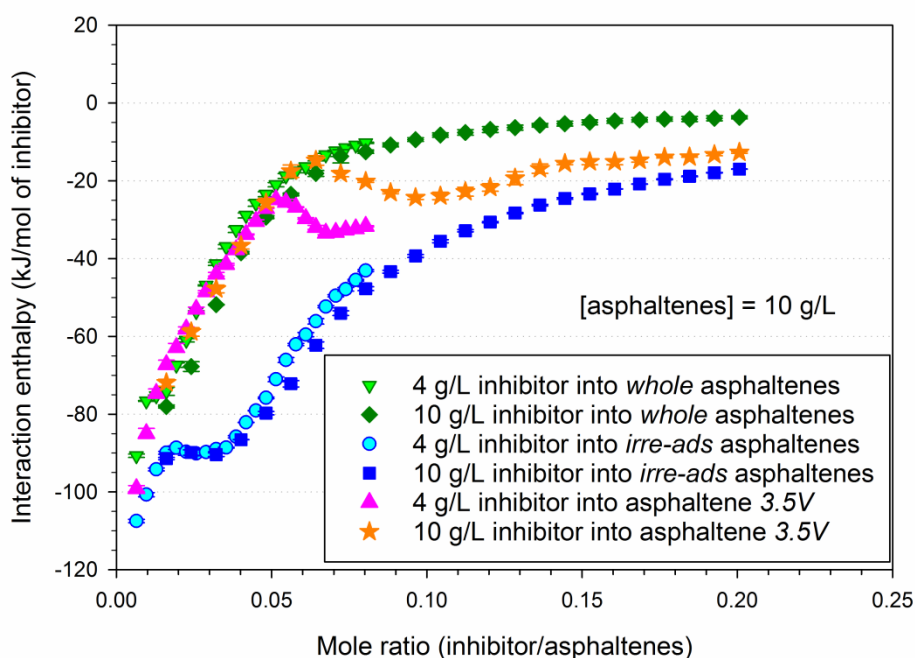 20
0
-20
-40
-60
-80
-100
-120
Interaction enthalpy (kJ/mol of inhibitor)
[asphaltenes] = 10 g/L
4 g/L inhibitor into whole asphaltenes
10 g/L inhibitor into whole asphaltenes
4 g/L inhibitor into irre-ads asphaltenes
10 g/L inhibitor into irre-ads asphaltenes
4 g/L inhibitor into asphaltene 3.5V
10 g/L inhibitor into asphaltene 3.5V
0.00 0.05 0.10 0.15 0.20 0.25
Mole ratio (inhibitor/asphaltenes)